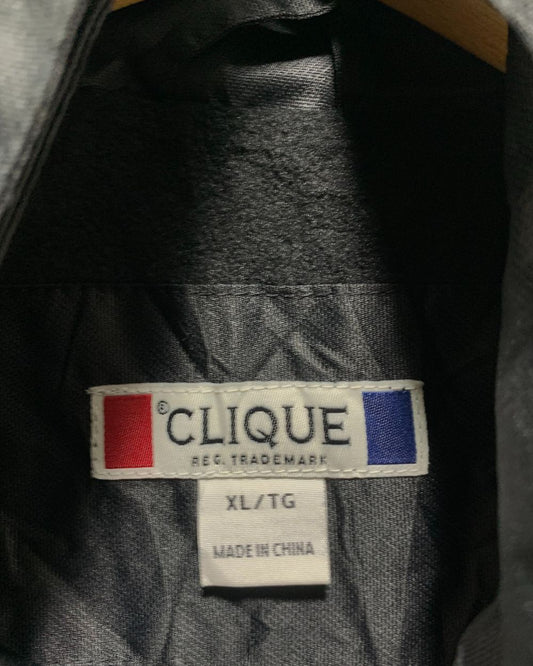 ® CLIQUE
REG. TRADEMARK
XL/TG
MADE IN CHINA